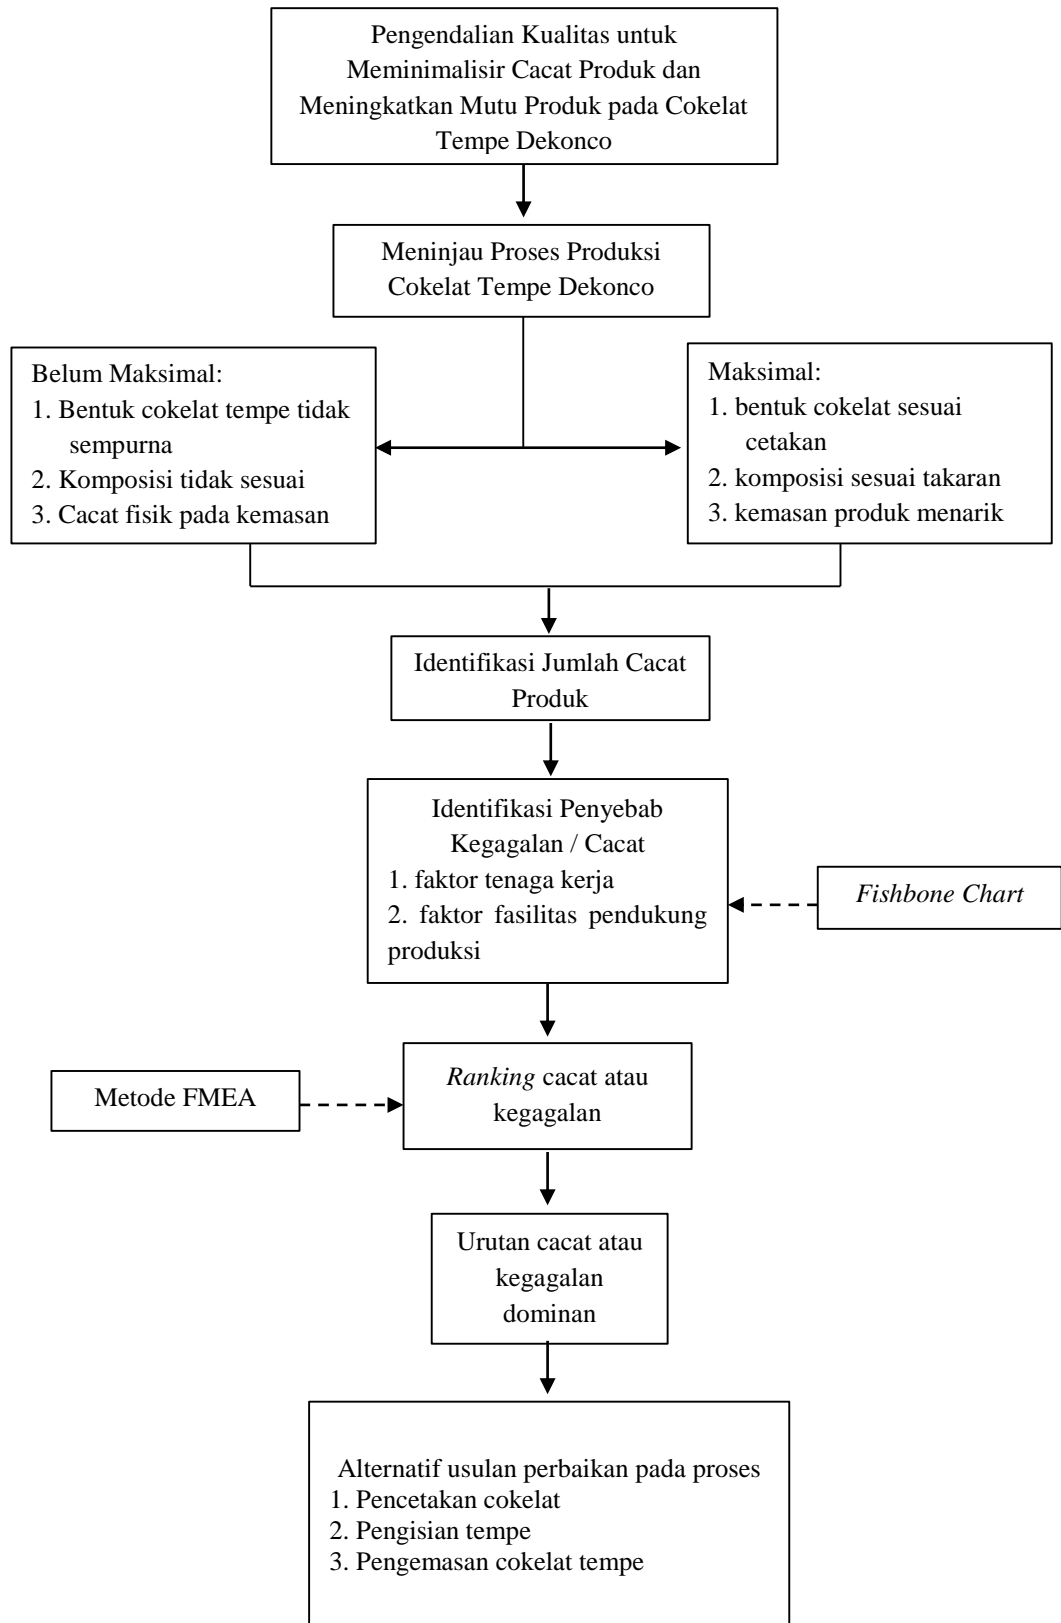 Pengendalian Kualitas untuk
Meminimalisir Cacat Produk dan
Meningkatkan Mutu Produk pada Cokelat
Tempe Dekonco
Meninjau Proses Produksi
Cokelat Tempe Dekonco
Belum Maksimal:
1. Bentuk cokelat tempe tidak
sempurna
2. Komposisi tidak sesuai
3. Cacat fisik pada kemasan
Maksimal:
1. bentuk cokelat sesuai
cetakan
2. komposisi sesuai takaran
3. kemasan produk menarik
Identifikasi Jumlah Cacat
Produk
Identifikasi Penyebab
Kegagalan / Cacat
1. faktor tenaga kerja
2. faktor fasilitas pendukung
produksi
Fishbone Chart
Metode FMEA
Ranking cacat atau
kegagalan
Urutan cacat atau
kegagalan
dominan
Alternatif usulan perbaikan pada proses
1. Pencetakan cokelat
2. Pengisian tempe
3. Pengemasan cokelat tempe